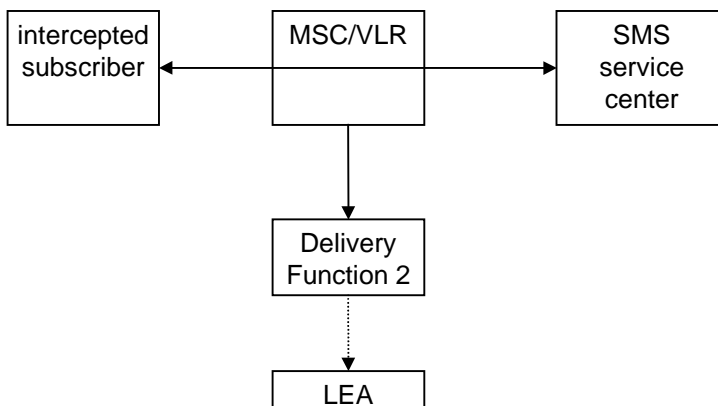 intercepted
subscriber
MSC/VLR
SMS
service
center
Delivery
Function 2
LEA